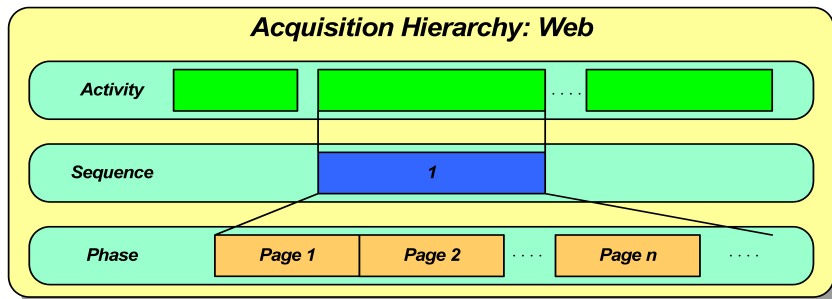 Acquisition Hierarchy: Web
Activity
. . . .
Sequence 1
Phase Page 1 Page 2 . . . . Page n . . . .